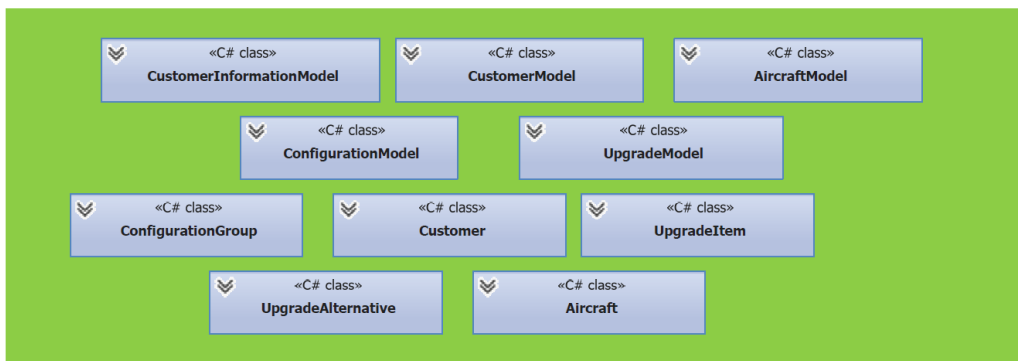 «C# class»
CustomerInformationModel
«C# class»
CustomerModel
«C# class»
AircraftModel
«C# class»
ConfigurationModel
«C# class»
UpgradeModel
«C# class»
ConfigurationGroup
«C# class»
Customer
«C# class»
UpgradeItem
«C# class»
UpgradeAlternative
«C# class»
Aircraft